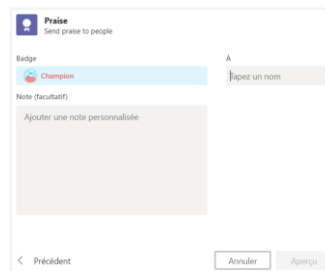 Praise
Send praise to people
Badge
À
Champion
Tapez un nom
Note (facultatif)
Ajouter une note personnalisée
Précédent
Annuler
Aperçu